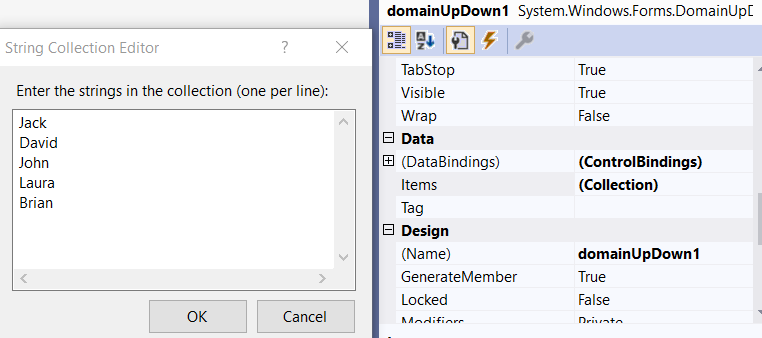 String Collection Editor ?
Enter the strings in the collection (one per line):
Jack
David
John
Laura
Brian
OK Cancel
domainUpDown1 System.Windows.Forms.DomainUpD
TabStop True
Visible True
Wrap False
Data
(DataBindings) (ControlBindings)
Items (Collection)
Tag
Design
(Name) domainUpDown1
GenerateMember True
Locked False
Modifiers Private